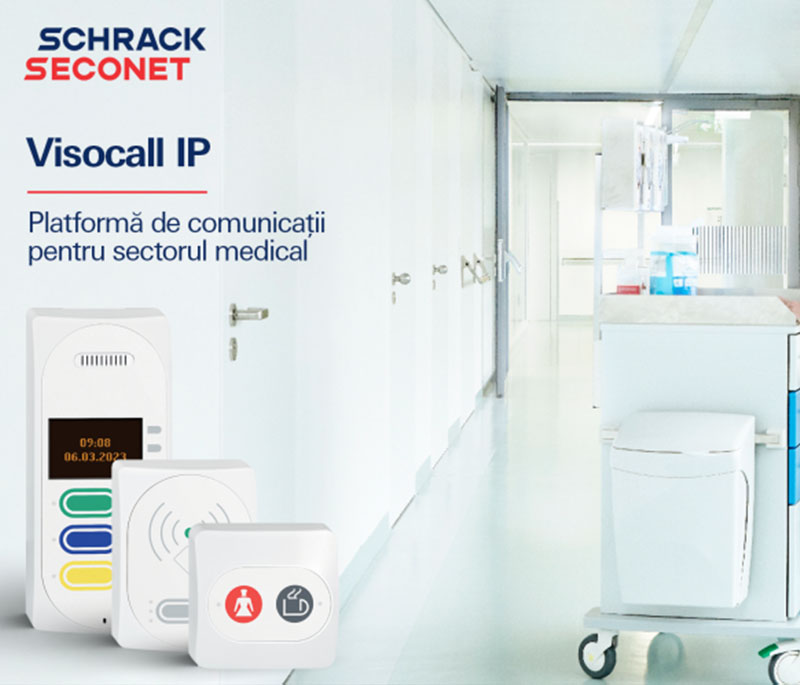 SCHRACK
SECONET
Visocall IP
Platformă de comunicații
pentru sectorul medical
09:08
06.03.2023